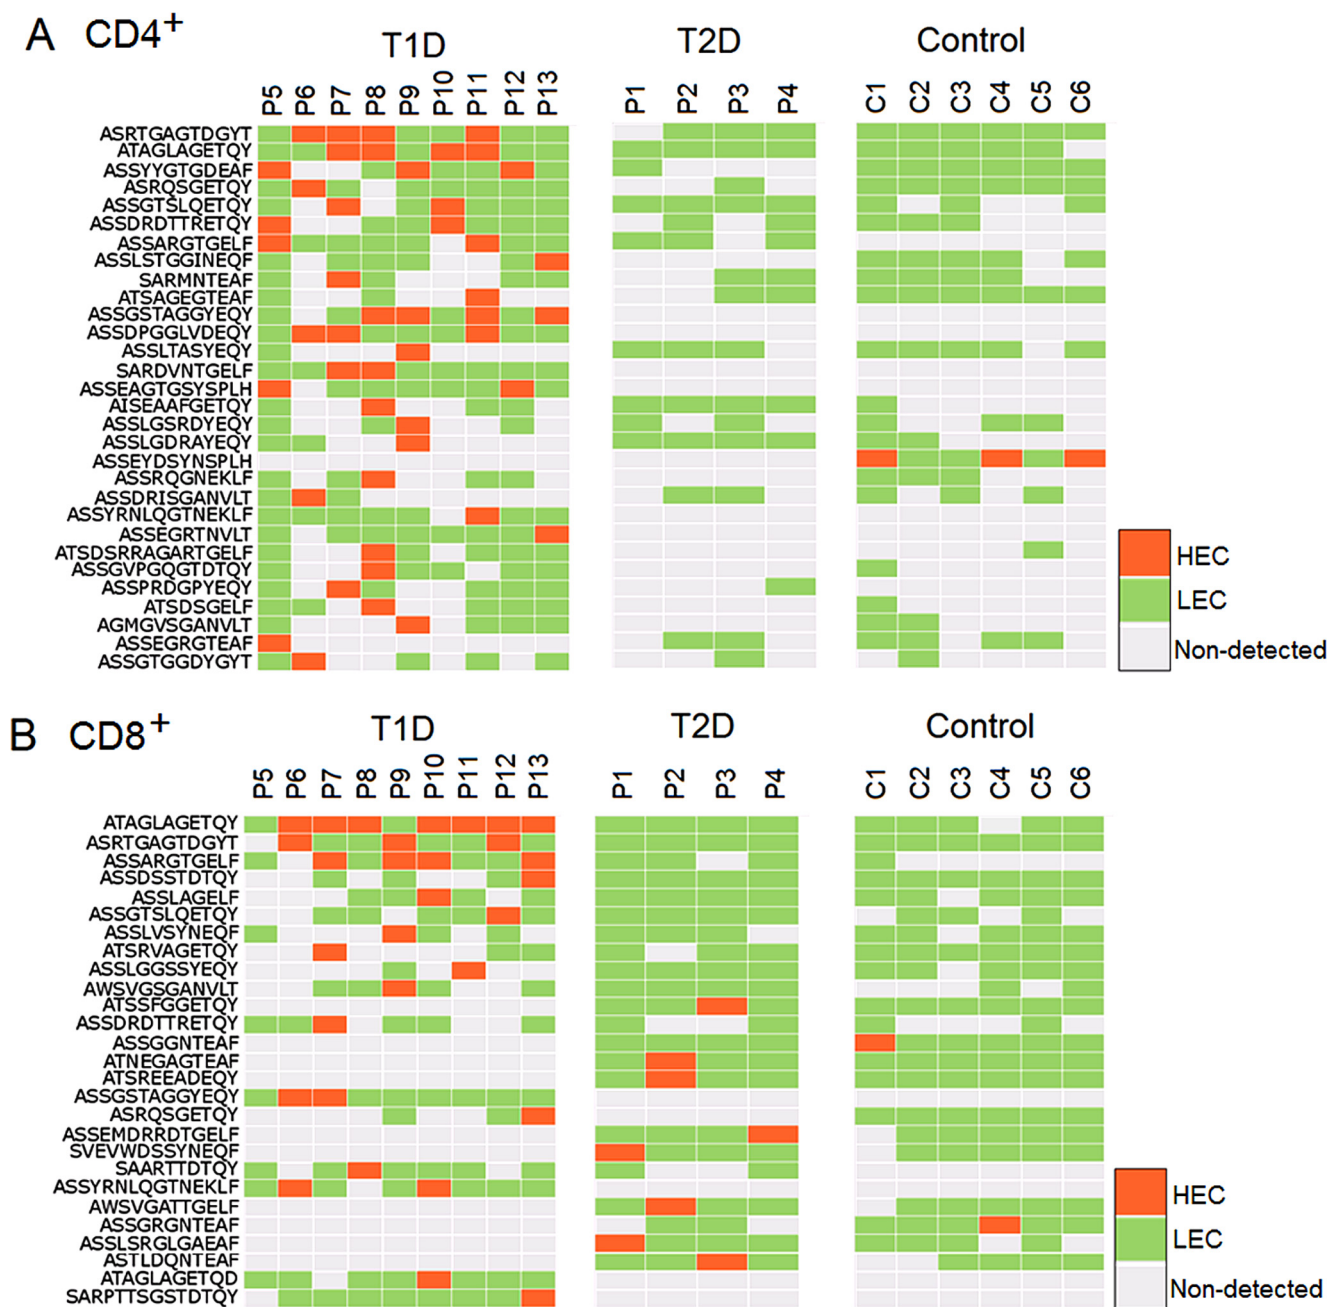 A CD4+
T1D T2D Control
P5 P6 P7 P8 P9 P10 P11 P12 P13 P1 P2 P3 P4 C1 C2 C3 C4 C5 C6
ASRTGAGTDGYT
ATAGLAGETQY
ASSYYGTGDEAF
ASRQSGETQY
ASSGTSLQETQY
ASSDRDTTRETQY
ASSARGTGELF
ASSLSTGGINEQF
SARMNTEAF
ATSAGEGTEAF
ASSGSTAGGYEQY
ASSDPGGLVDEQY
ASSLTASYEQY
SARDVNTGELF
ASSEAGTGSYSPLH
AISEAAFGETQY
ASSLGSRDYEQY
ASSLGDRAYEQY
ASSEYDSYNSPLH
ASSRQGNEKLF
ASSDRISGANVLT
ASSYRNLQGTNEKLF
ASSEGRTNVLT
ATSDSRRAGARTGELF
ASSGVPGQGTDTQY
ASSPRDGPYEQY
ATSDSGELF
AGMGVSGANVLT
ASSEGRGTEAF
ASSGTGGDYGYT
HEC
LEC
Non-detected
B CD8+
T1D T2D Control
P5 P6 P7 P8 P9 P10 P11 P12 P13 P1 P2 P3 P4 C1 C2 C3 C4 C5 C6
ATAGLAGETQY
ASRTGAGTDGYT
ASSARGTGELF
ASSDSSTDTQY
ASSLAGELF
ASSGTSLQETQY
ASSLVSYNEQF
ATSRVAGETQY
ASSLGGSSYEQY
AWSVGSGANVLT
ATSSFGGETQY
ASSDRDTTRETQY
ASSGGNTEAF
ATNEGAGTEAF
ATSREEADEQY
ASSGSTAGGYEQY
ASRQSGETQY
ASSEMDRRDTGELF
SVEVWDSSYNEQF
SAARTTDTQY
ASSYRNLQGTNEKLF
AWSVGATTGELF
ASSGRGNTEAF
ASSLSRGLGAEAF
ASTLDQNTEAF
ATAGLAGETQD
SARPTTSGSTDTQY
HEC
LEC
Non-detected